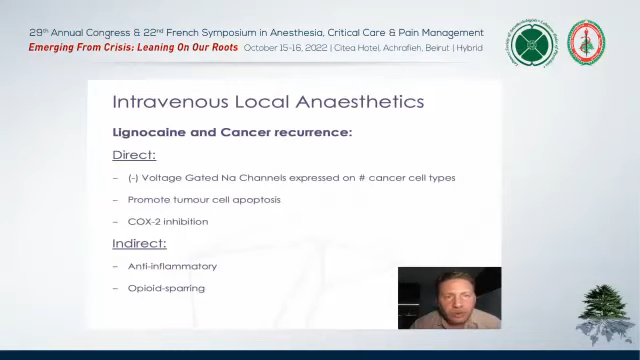 29th Annual Congress & 22nd French Symposium in Anesthesia, Critical Care & Pain Management
Emerging From Crisis: Leaning On Our Roots October 15-16, 2022 | Citea Hotel, Achrafieh, Beirut | Hybrid
Intravenous Local Anaesthetics
Lignocaine and Cancer recurrence:
Direct:
– (-) Voltage Gated Na Channels expressed on # cancer cell types
– Promote tumour cell apoptosis
– COX-2 inhibition
Indirect:
– Anti-inflammatory
– Opioid-sparring